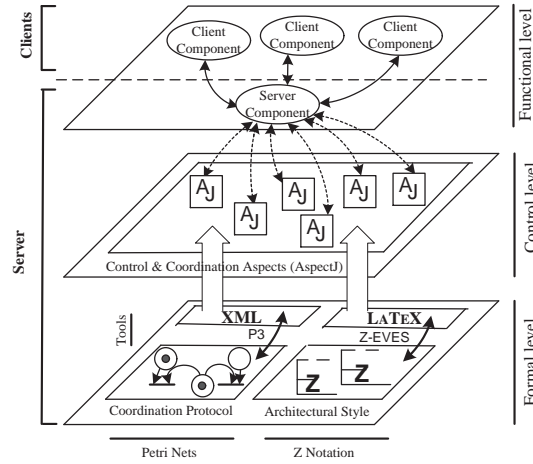 Clients
Client
Component
Client
Component
Client
Component
Functional level
Server
Component
Server
AJ
AJ
AJ
AJ
AJ
AJ
Control level
Control & Coordination Aspects (AspectJ)
Tools
XML
P3
LATEX
Z-EVES
Formal level
Z
Z
Coordination Protocol
Architectural Style
Petri Nets
Z Notation